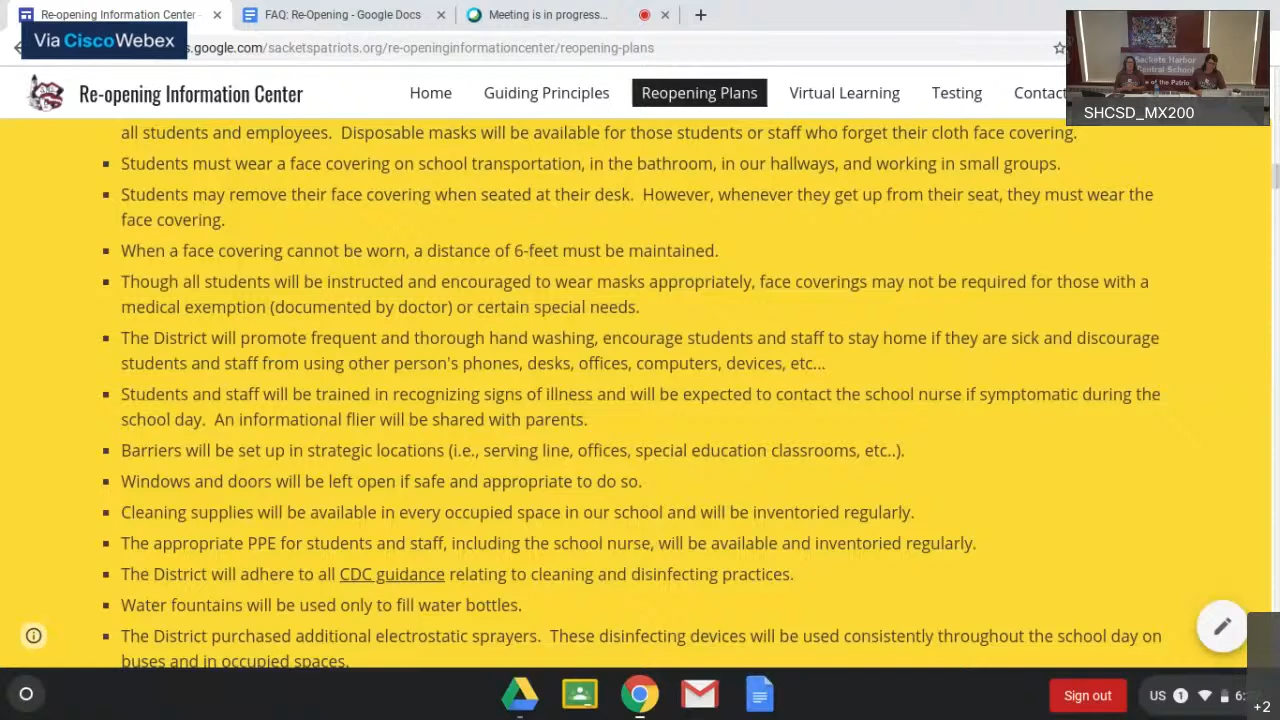 Re-opening Information Center -
FAQ: Re-Opening - Google Docs
Meeting is in progress...
Via CiscoWebex
s.google.com/sacketspatriots.org/re-openinginformationcenter/reopening-plans
Sackets Harbor
Central School
e of the Patrio
SHCSD_MX200
Re-opening Information Center
Home
Guiding Principles
Reopening Plans
Virtual Learning
Testing
Contact
all students and employees. Disposable masks will be available for those students or staff who forget their cloth face covering.
▪ Students must wear a face covering on school transportation, in the bathroom, in our hallways, and working in small groups.
▪ Students may remove their face covering when seated at their desk. However, whenever they get up from their seat, they must wear the
face covering.
▪ When a face covering cannot be worn, a distance of 6-feet must be maintained.
▪ Though all students will be instructed and encouraged to wear masks appropriately, face coverings may not be required for those with a
medical exemption (documented by doctor) or certain special needs.
▪ The District will promote frequent and thorough hand washing, encourage students and staff to stay home if they are sick and discourage
students and staff from using other person's phones, desks, offices, computers, devices, etc...
▪ Students and staff will be trained in recognizing signs of illness and will be expected to contact the school nurse if symptomatic during the
school day. An informational flier will be shared with parents.
▪ Barriers will be set up in strategic locations (i.e., serving line, offices, special education classrooms, etc..).
▪ Windows and doors will be left open if safe and appropriate to do so.
▪ Cleaning supplies will be available in every occupied space in our school and will be inventoried regularly.
▪ The appropriate PPE for students and staff, including the school nurse, will be available and inventoried regularly.
▪ The District will adhere to all CDC guidance relating to cleaning and disinfecting practices.
▪ Water fountains will be used only to fill water bottles.
▪ The District purchased additional electrostatic sprayers. These disinfecting devices will be used consistently throughout the school day on
buses and in occupied spaces.
Sign out
US
1
6:
+2